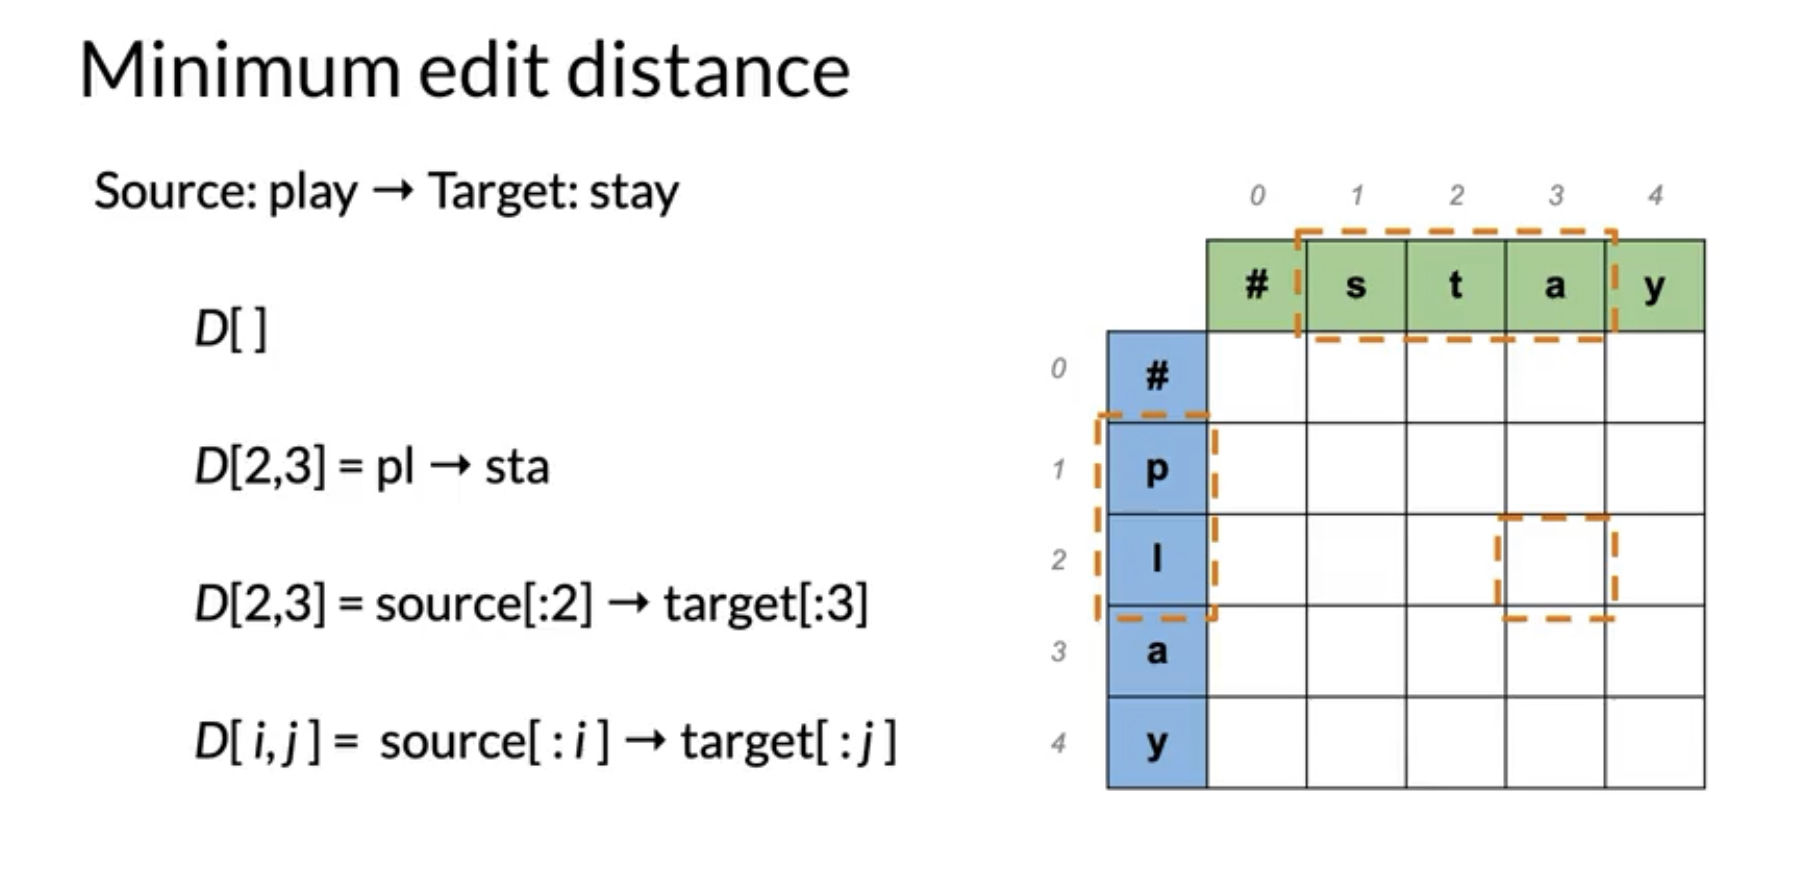 Minimum edit distance
Source: play → Target: stay
D[ ]
D[2,3] = pl → sta
D[2,3] = source[:2] → target[:3]
D[ i, j ] = source[ : i ] → target[ : j ]
0 1 2 3 4
# s t a y
0 #
1 p
2 l
3 a
4 y